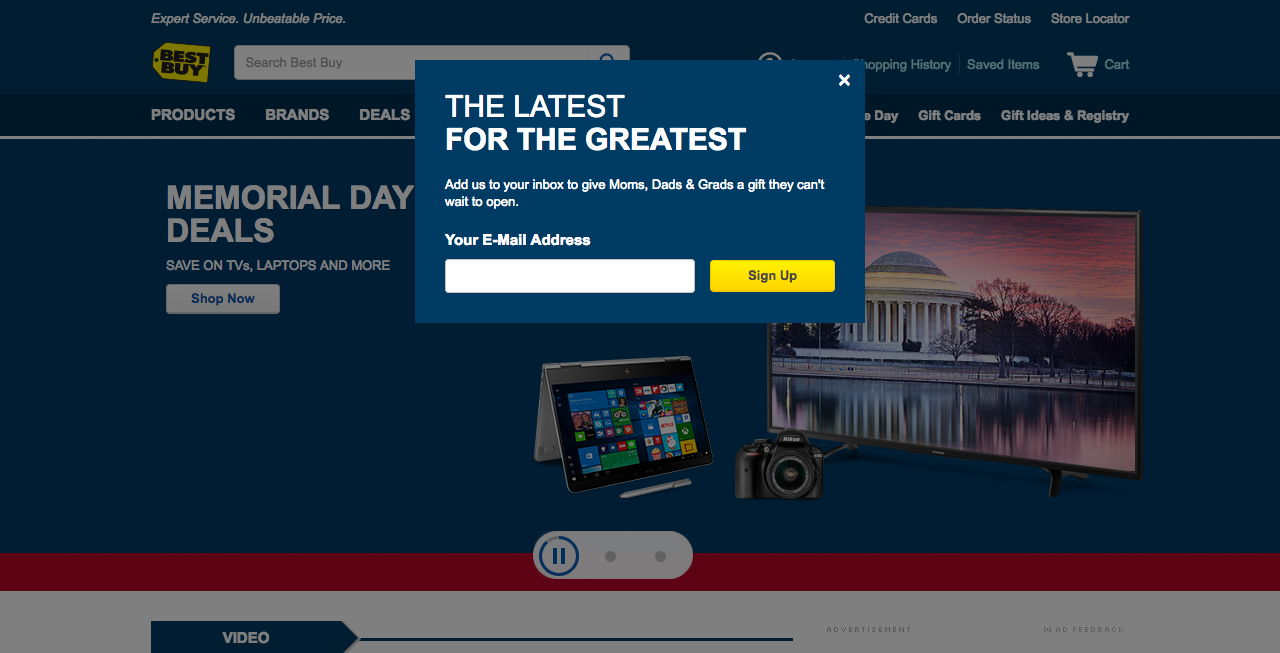 Expert Service. Unbeatable Price.
Credit Cards Order Status Store Locator
BEST
BUY
Search Best Buy
Shopping History Saved Items Cart
PRODUCTS BRANDS DEALS
Day Gift Cards Gift Ideas & Registry
THE LATEST
FOR THE GREATEST
Add us to your inbox to give Moms, Dads & Grads a gift they can't
wait to open.
Your E-Mail Address
Sign Up
MEMORIAL DAY
DEALS
SAVE ON TVs, LAPTOPS AND MORE
Shop Now
Nikon
VIDEO
ADVERTISEMENT
AD FEEDBACK